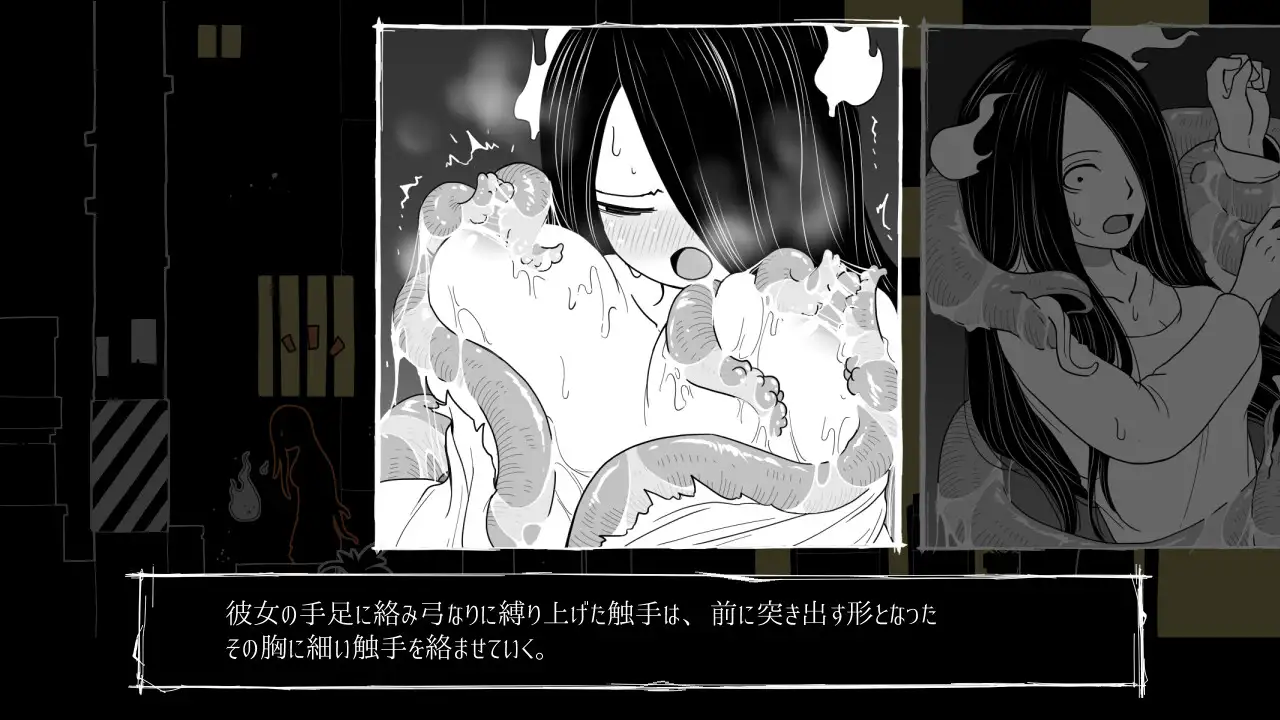 彼女の手足に絡み弓なりに縛り上げた触手は、前に突き出す形となった
その胸に細い触手を絡ませていく。